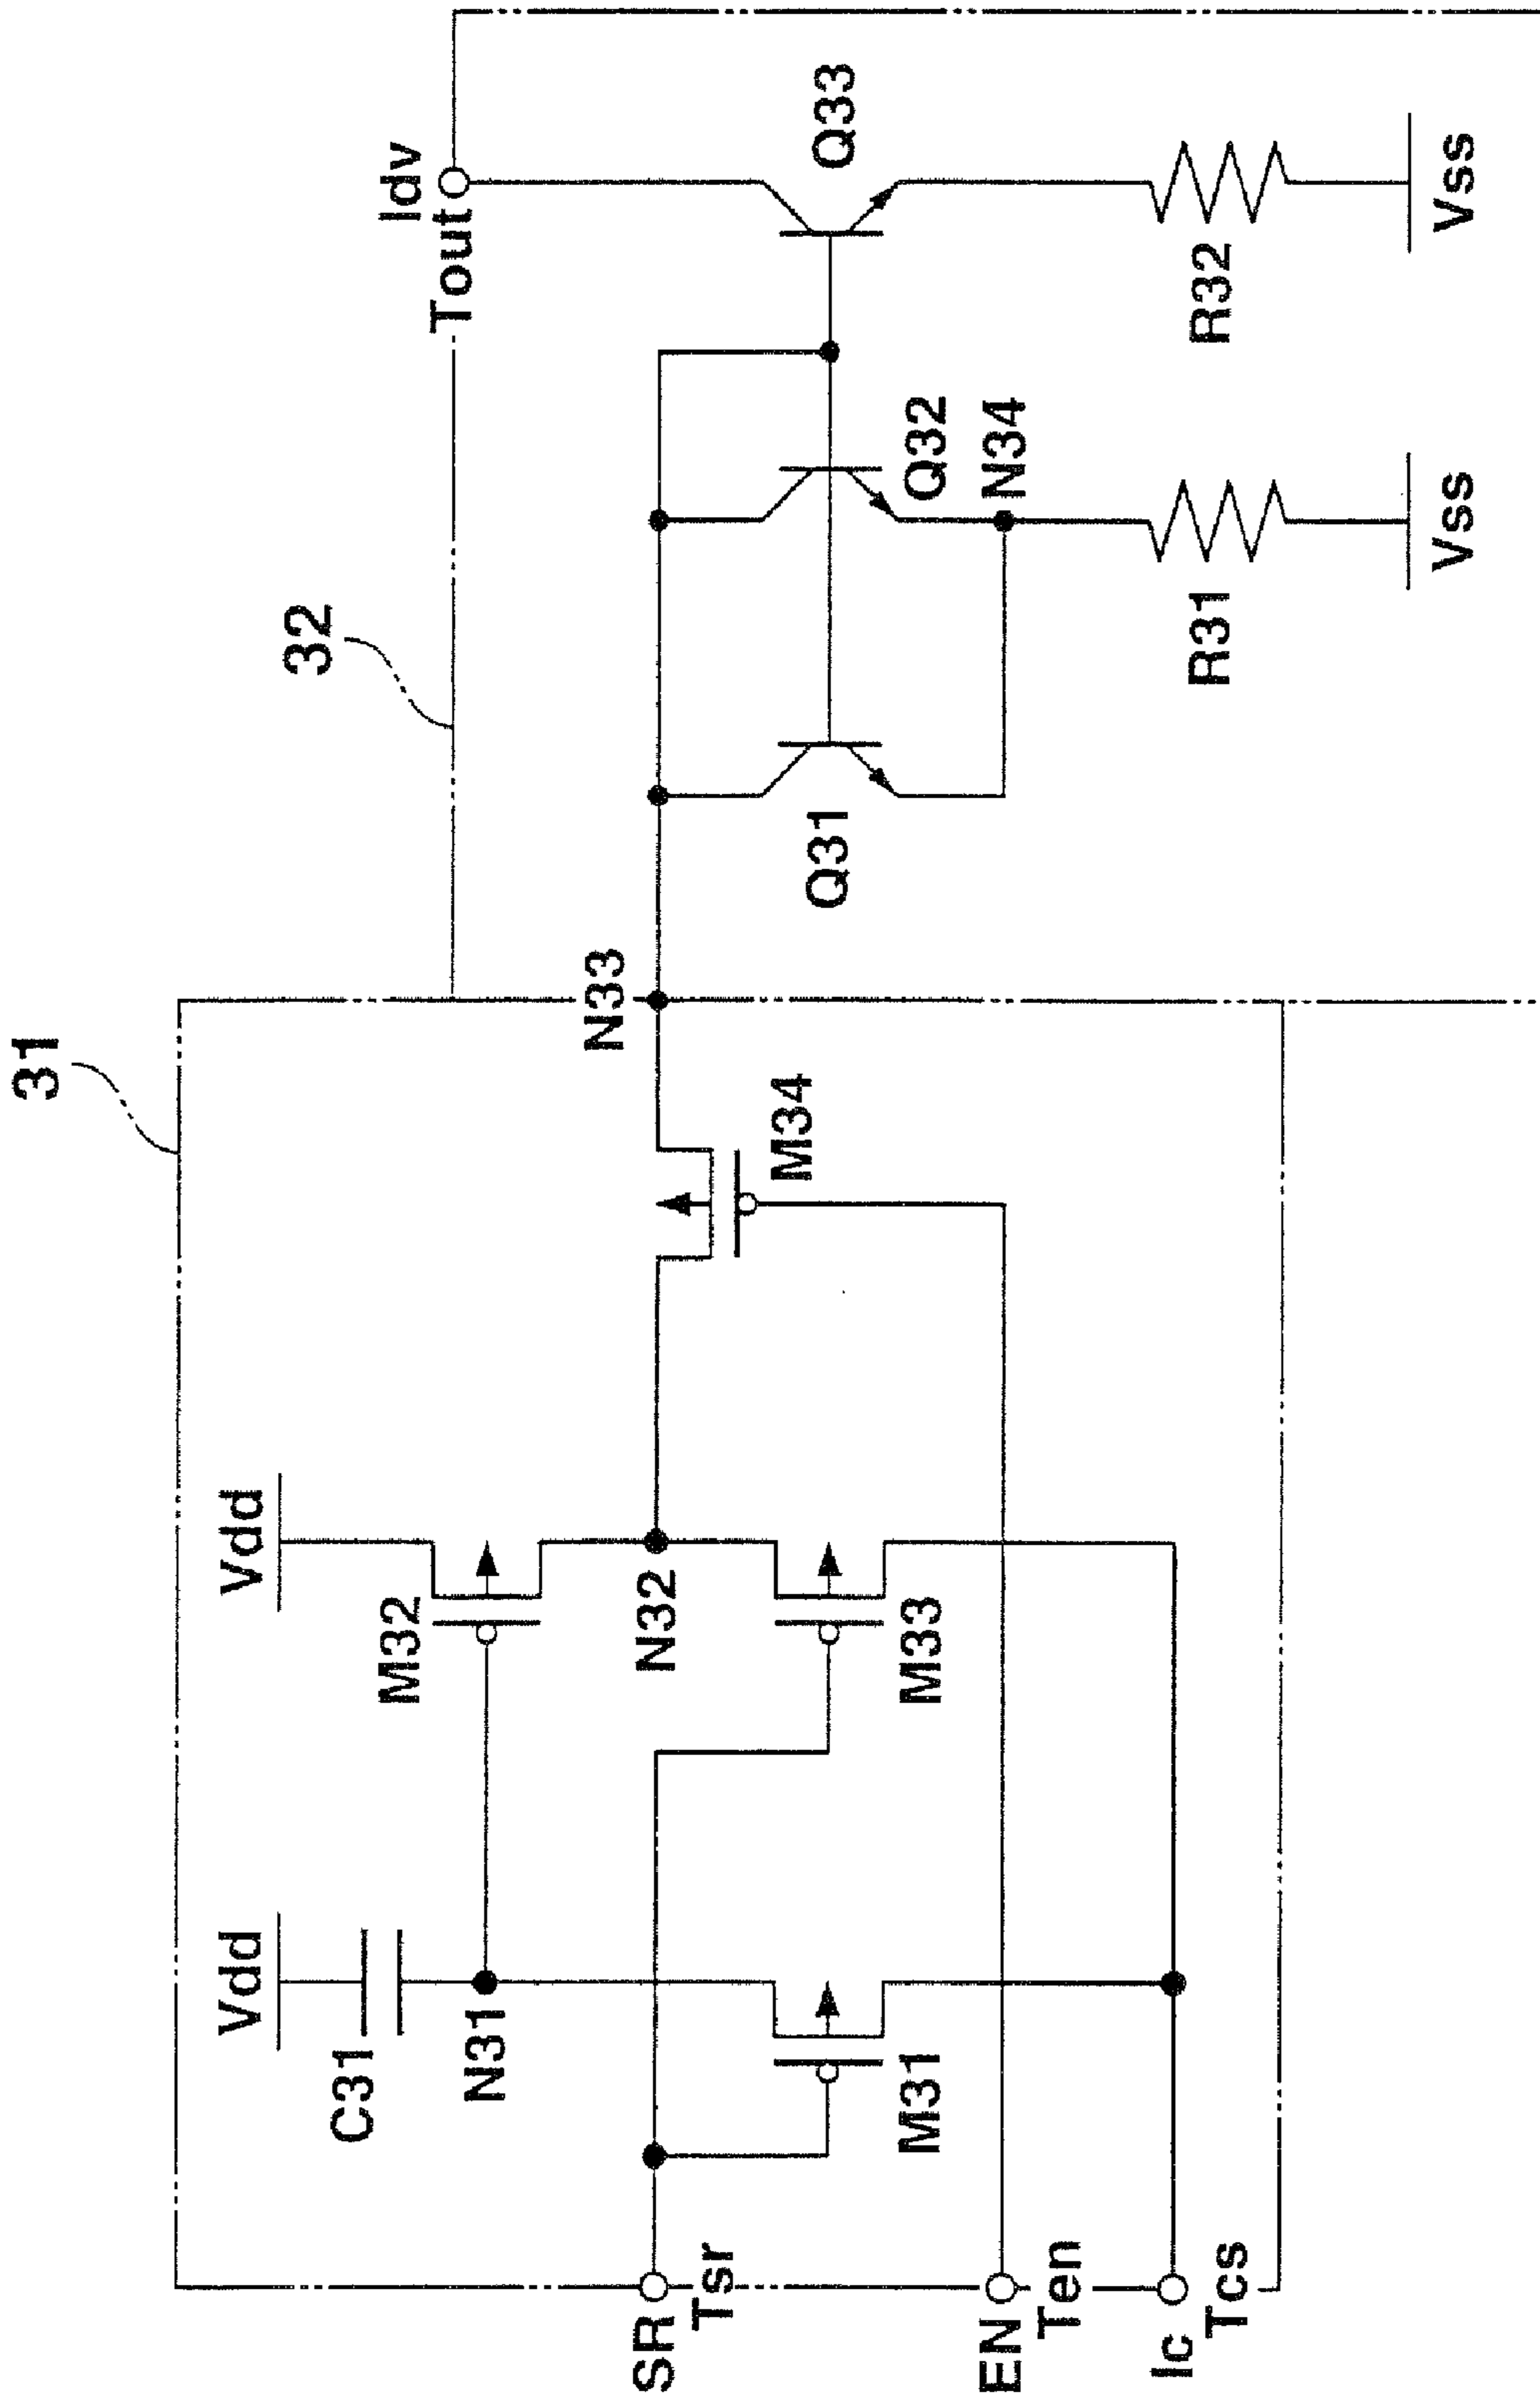 31
32
Vdd
Vdd
C31
N31
M32
N32
M31
M33
M34
N33
SR
Tsr
EN
Ten
Ic
Tcs
Idv
Tout
Q31
Q32
Q33
N34
R31
R32
Vss
Vss